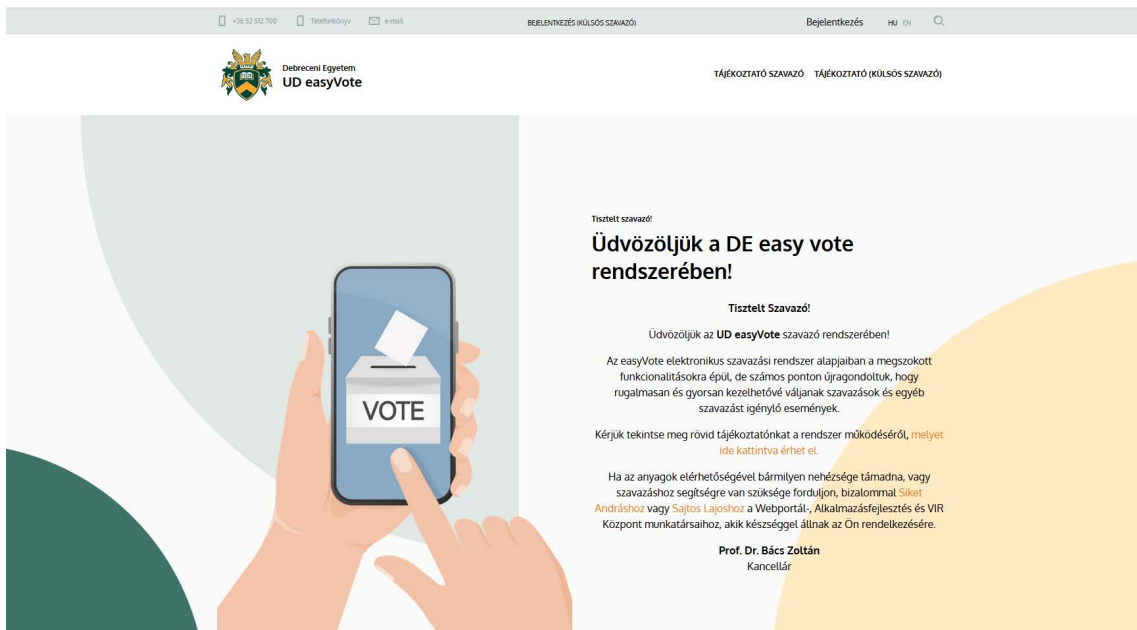 +36 52 512 700 Telefonkönyv e-mail BEJELENTKEZÉS (KÜLSŐS SZAVAZÓ) Bejelentkezés HU EN
Debreceni Egyetem
UD easyVote
TÁJÉKOZTATÓ SZAVAZÓ TÁJÉKOZTATÓ (KÜLSŐS SZAVAZÓ)
VOTE
Tisztelt szavazó!
Üdvözöljük a DE easy vote
rendszerében!
Tisztelt Szavazó!
Üdvözöljük az UD easyVote szavazó rendszerében!
Az easyVote elektronikus szavazási rendszer alapjaiban a megszokott
funkcionalitásokra épül, de számos ponton újragondoltuk, hogy
rugalmasan és gyorsan kezelhetővé váljanak szavazások és egyéb
szavazást igénylő események.
Kérjük tekintse meg rövid tájékoztatónkat a rendszer működéséről, melyet
ide kattintva érhet el.
Ha az anyagok elérhetőségével bármilyen nehézsége támadna, vagy
szavazáshoz segítségre van szüksége forduljon, bizalommal Siket
Andráshoz vagy Sajtos Lajoshoz a Webportál-, Alkalmazásfejlesztés és VIR
Központ munkatársaihoz, akik készséggel állnak az Ön rendelkezésére.
Prof. Dr. Bács Zoltán
Kancellár